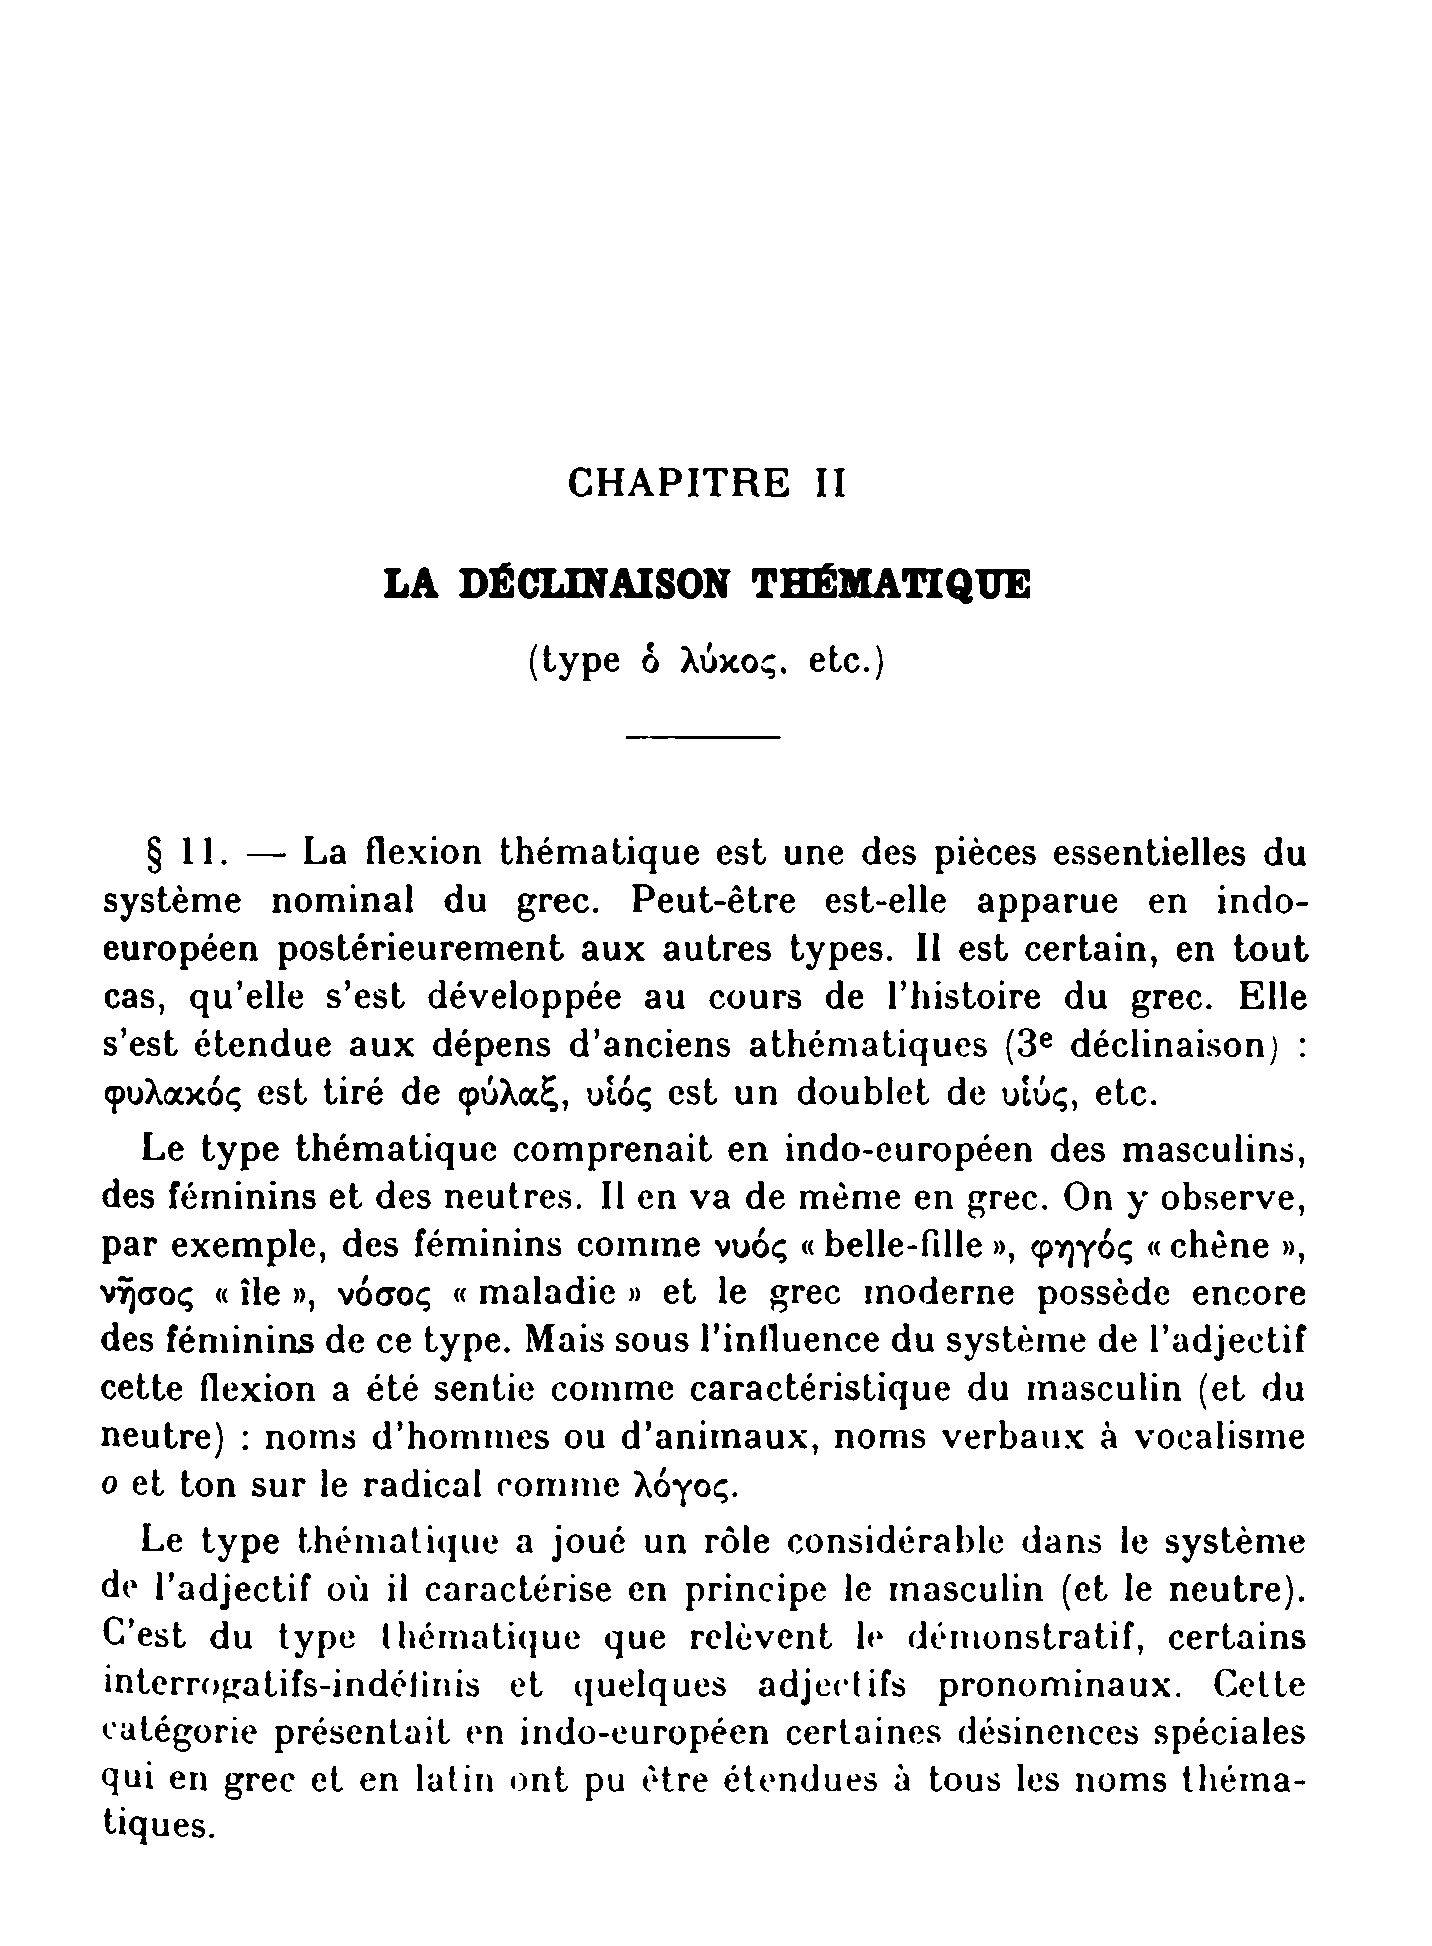 CHAPITRE II
LA DÉCLINAISON THÉMATIQUE
(type ὁ λύκος, etc.)
§ 11. — La flexion thématique est une des pièces essentielles du
système nominal du grec. Peut-être est-elle apparue en indo-
européen postérieurement aux autres types. Il est certain, en tout
cas, qu'elle s'est développée au cours de l'histoire du grec. Elle
s'est étendue aux dépens d'anciens athématiques (3e déclinaison) :
φυλακός est tiré de φύλαξ, υἱός est un doublet de υἱύς, etc.
Le type thématique comprenait en indo-européen des masculins,
des féminins et des neutres. Il en va de même en grec. On y observe,
par exemple, des féminins comme νυός « belle-fille », φηγός « chêne »,
νῆσος « île », νόσος « maladie » et le grec moderne possède encore
des féminins de ce type. Mais sous l'influence du système de l'adjectif
cette flexion a été sentie comme caractéristique du masculin (et du
neutre) : noms d'hommes ou d'animaux, noms verbaux à vocalisme
o et ton sur le radical comme λόγος.
Le type thématique a joué un rôle considérable dans le système
de l'adjectif où il caractérise en principe le masculin (et le neutre).
C'est du type thématique que relèvent le démonstratif, certains
interrogatifs-indéfinis et quelques adjectifs pronominaux. Cette
catégorie présentait en indo-européen certaines désinences spéciales
qui en grec et en latin ont pu être étendues à tous les noms théma-
tiques.